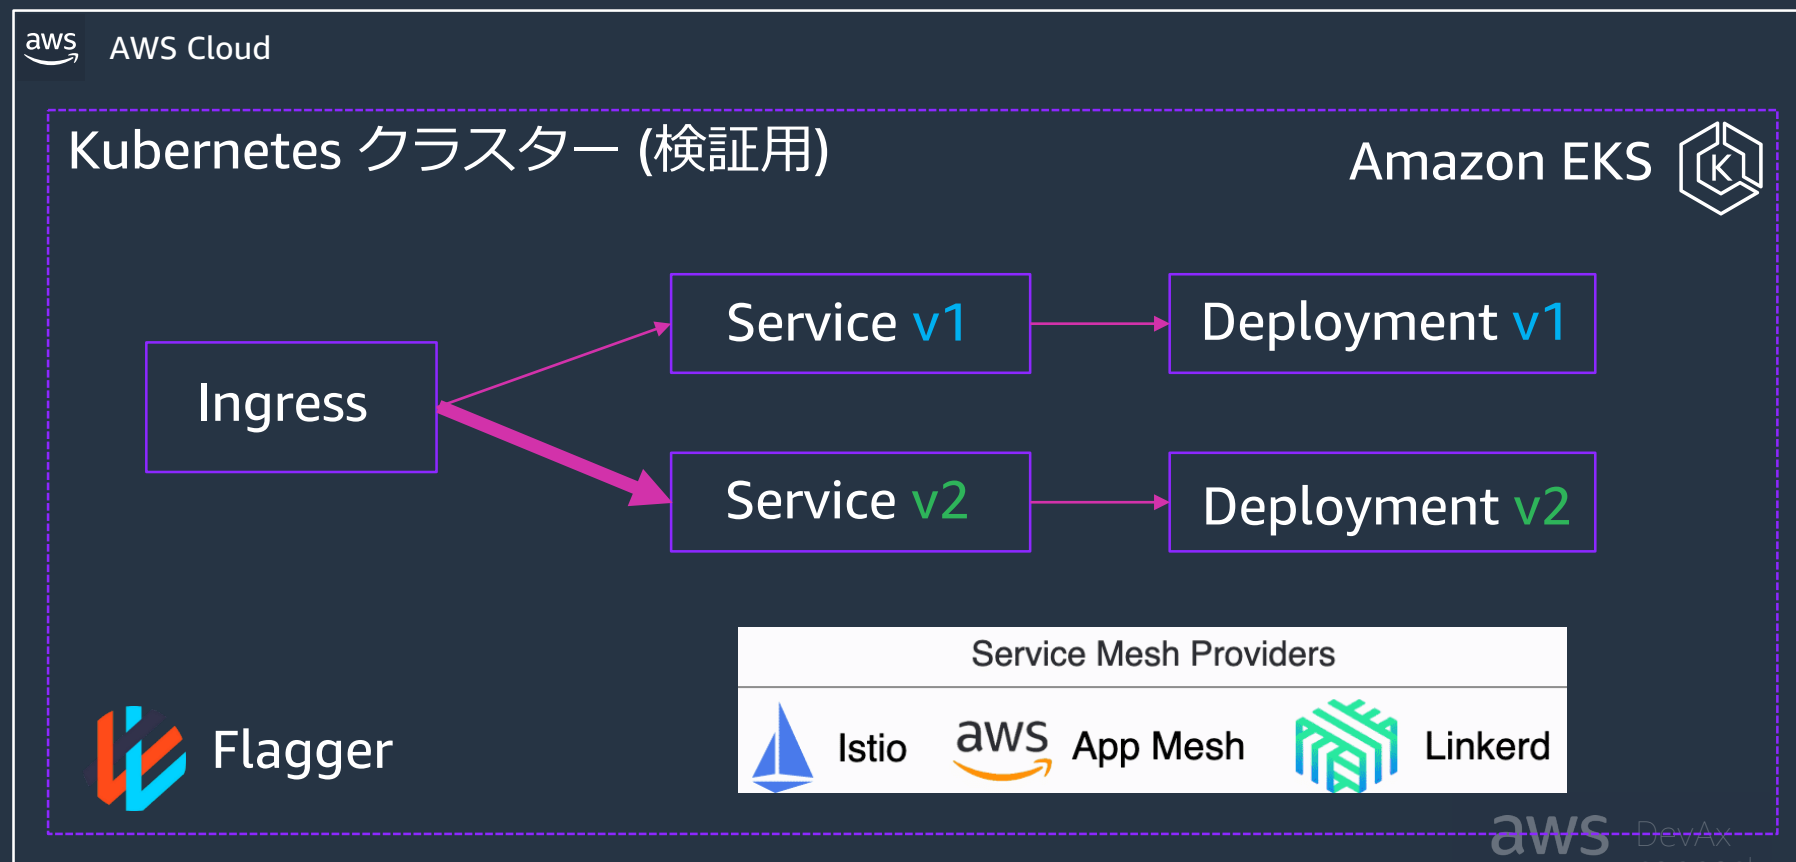 aws
AWS Cloud
Kubernetes クラスター (検証用)
Amazon EKS
K
Service v1
Deployment v1
Ingress
Service v2
Deployment v2
Service Mesh Providers
Flagger
Istio
aws
App Mesh
Linkerd
aws
DevAx